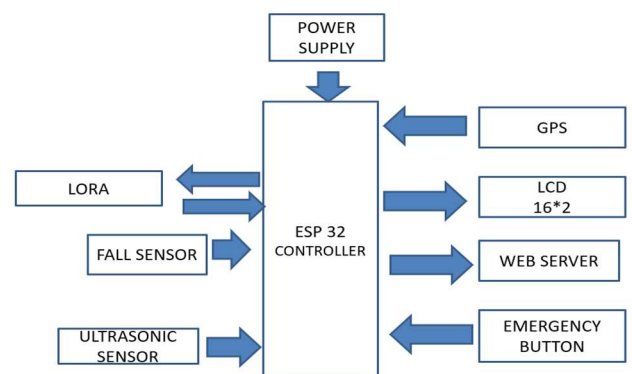 POWER
SUPPLY
GPS
LORA
LCD
16*2
ESP 32
CONTROLLER
FALL SENSOR
WEB SERVER
ULTRASONIC
SENSOR
EMERGENCY
BUTTON